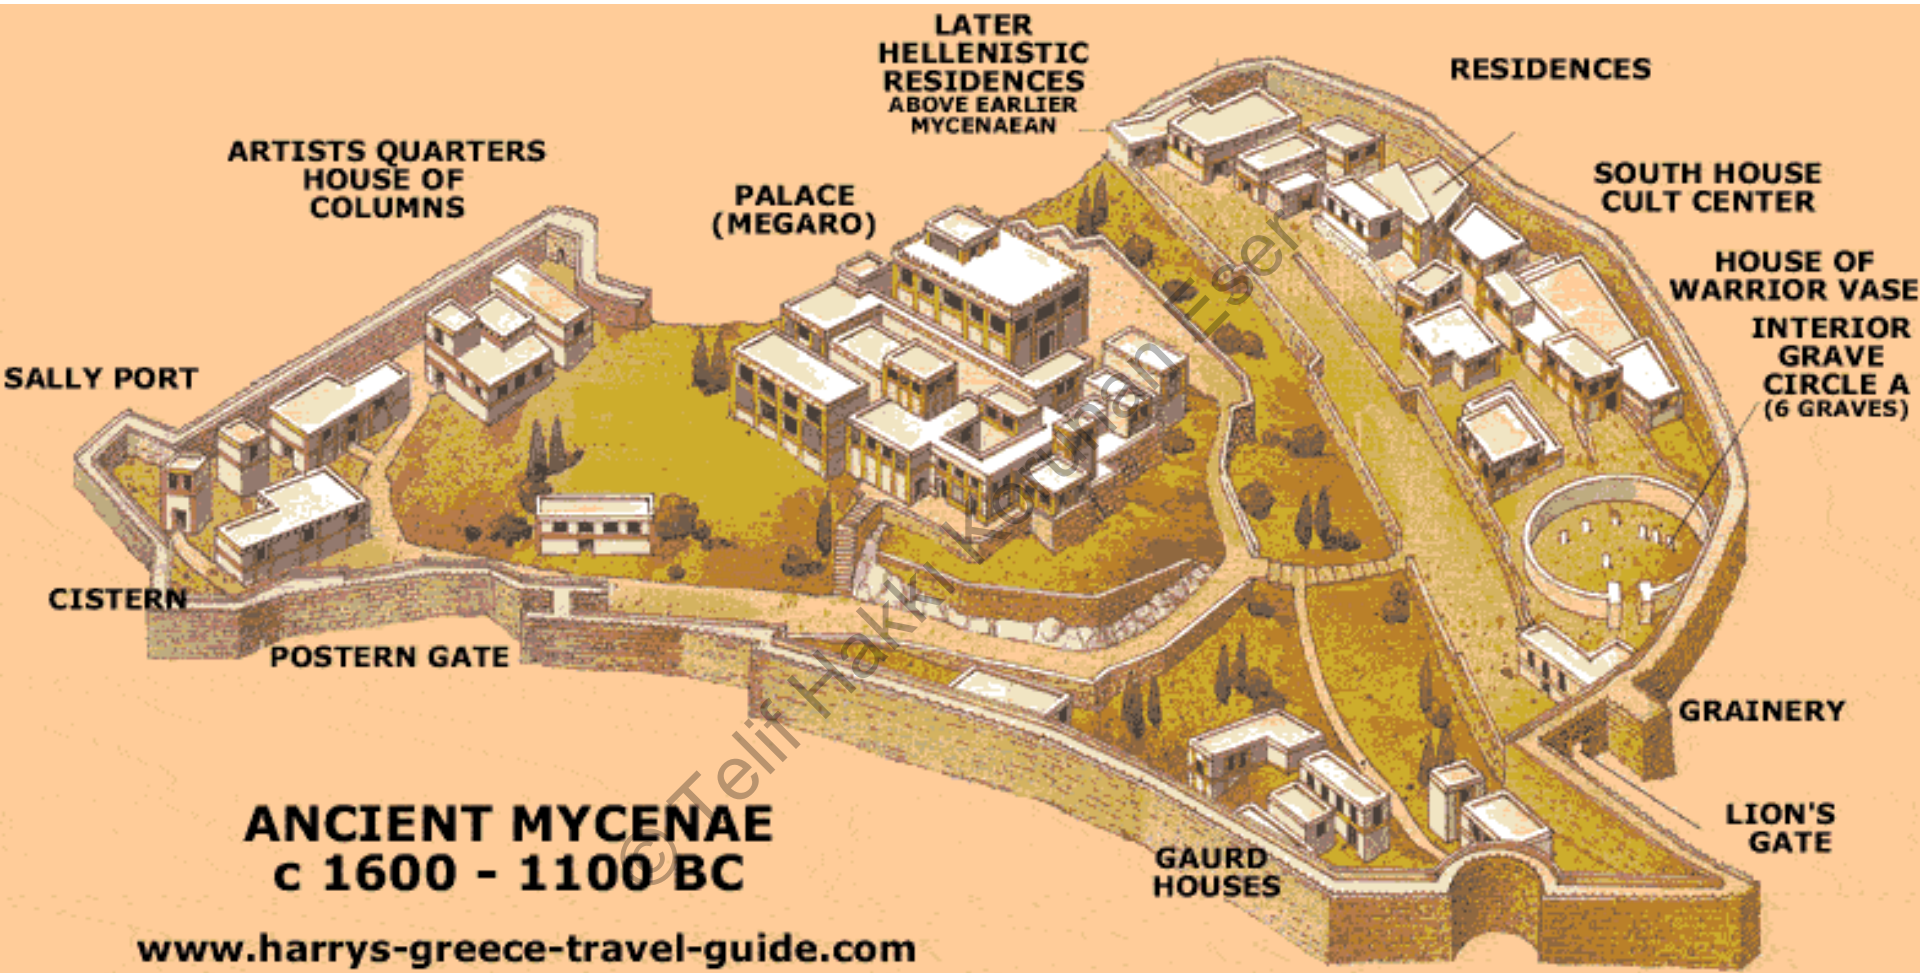 LATER
HELLENISTIC
RESIDENCES
ABOVE EARLIER
MYCENAEAN
RESIDENCES
ARTISTS QUARTERS
HOUSE OF
COLUMNS
PALACE
(MEGARO)
SOUTH HOUSE
CULT CENTER
HOUSE OF
WARRIOR VASE
INTERIOR
GRAVE
CIRCLE A
(6 GRAVES)
SALLY PORT
CISTERN
POSTERN GATE
GRAINERY
LION'S
GATE
GAURD
HOUSES
ANCIENT MYCENAE
c 1600 - 1100 BC
www.harrys-greece-travel-guide.com
© Telif Hakkı